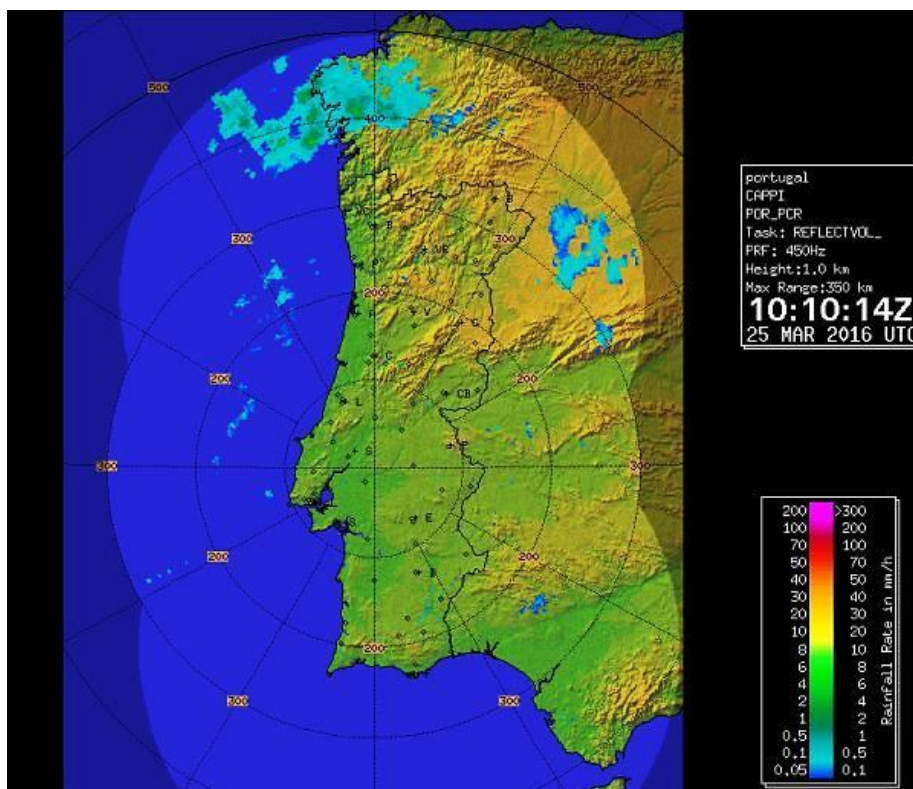 500
500
400
300
300
200
B
B
VR
P
V
G
C
200
200
L
CB
300
S
P
300
S
E
200
B
200
200
300
300
portugal
CAPPI
POR_PCR
Task: REFLECTVOL_
PRF: 450Hz
Height:1.0 km
Max Range:350 km
10:10:14Z
25 MAR 2016 UTC
200 >300
100 200
70 100
50 70
40 50
30 40
20 30
10 20
8 10
6 8
4 6
2 4
1 2
0.5 1
0.1 0.5
0.05 0.1
Rainfall Rate in mm/h